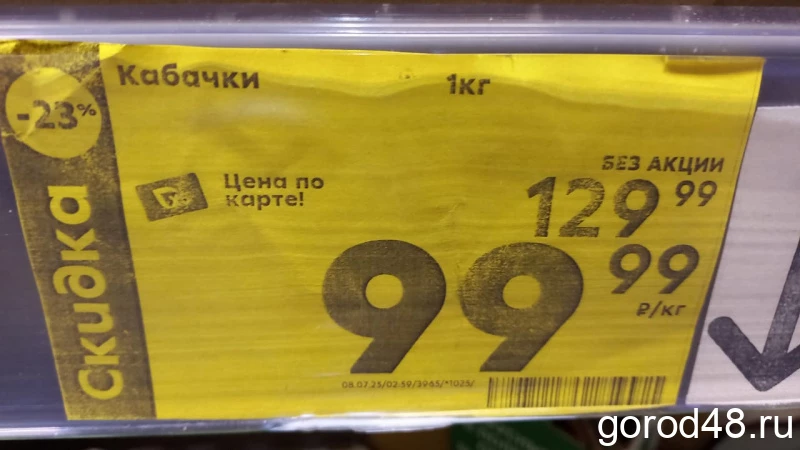 Кабачки 1кг
-23%
Скидка
БЕЗ АКЦИИ
129 99
Цена по
карте!
99 99
₽/кг
08.07.25/02:59/3965/*1025/
gorod48.ru